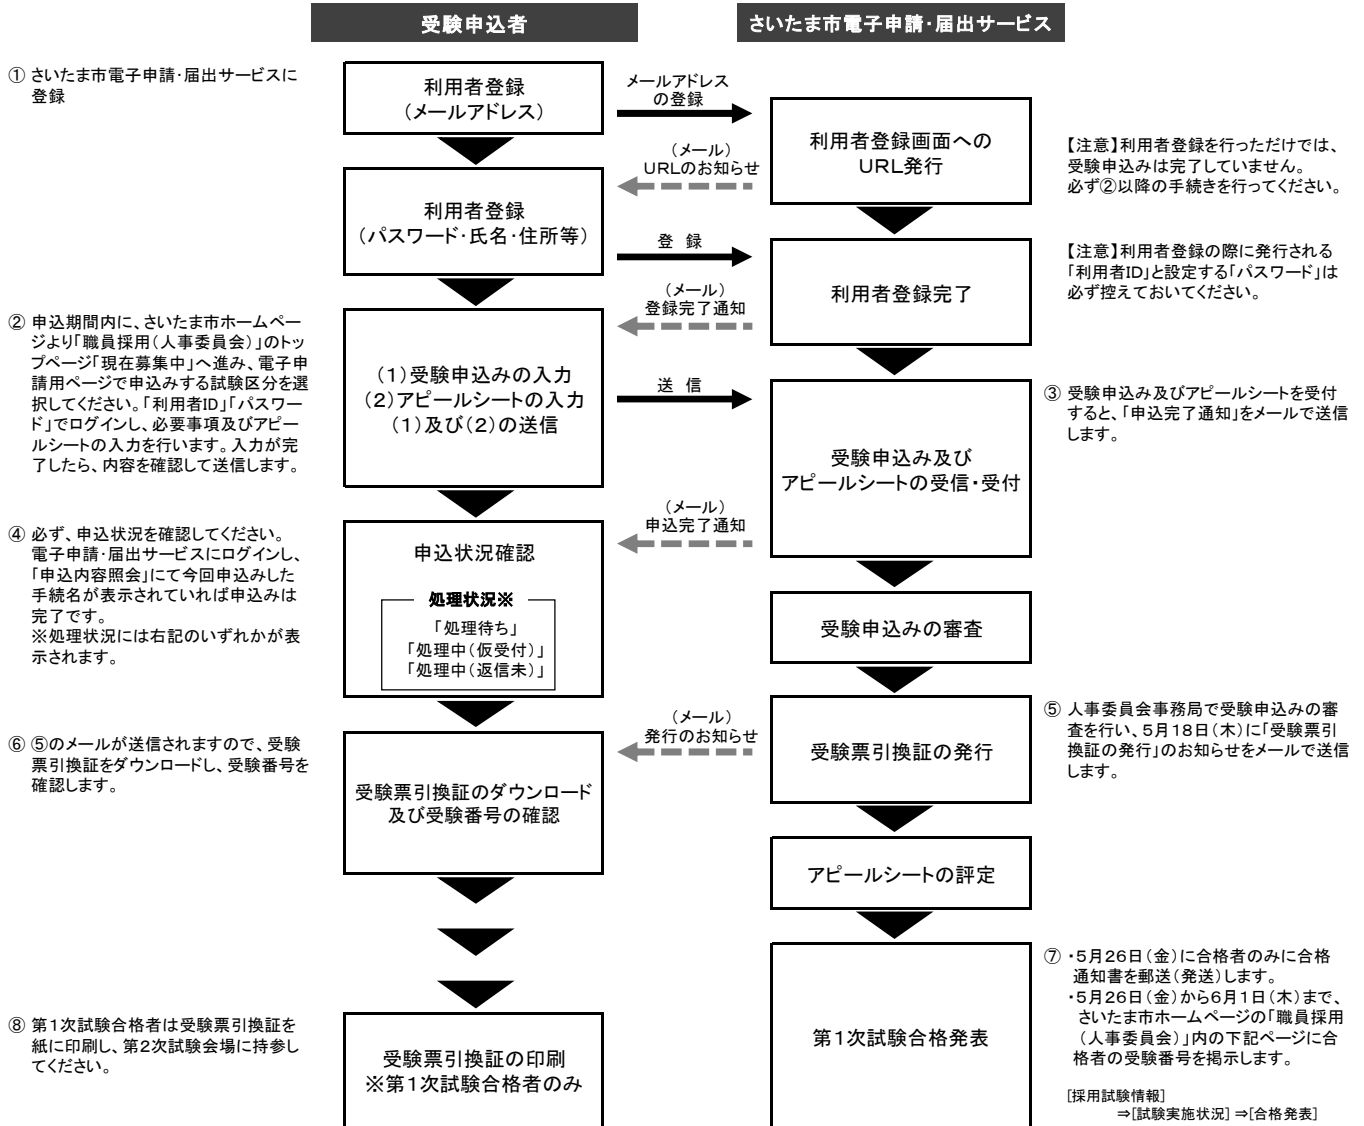 受験申込者
さいたま市電子申請・届出サービス
① さいたま市電子申請・届出サービスに
登録
利用者登録
（メールアドレス）
メールアドレス
の登録
利用者登録画面への
ＵＲＬ発行
【注意】利用者登録を行っただけでは、
受験申込みは完了していません。
必ず②以降の手続きを行ってください。
（メール）
ＵＲＬのお知らせ
利用者登録
（パスワード・氏名・住所等）
登 録
利用者登録完了
【注意】利用者登録の際に発行される
「利用者ID」と設定する「パスワード」は
必ず控えておいてください。
（メール）
登録完了通知
② 申込期間内に、さいたま市ホームペー
ジより「職員採用（人事委員会）」のトッ
プページ「現在募集中」へ進み、電子申
請用ページで申込みする試験区分を選
択してください。「利用者ID」「パスワー
ド」でログインし、必要事項及びアピー
ルシートの入力を行います。入力が完
了したら、内容を確認して送信します。
（１）受験申込みの入力
（２）アピールシートの入力
（１）及び（２）の送信
送 信
受験申込み及び
アピールシートの受信・受付
③ 受験申込み及びアピールシートを受付
すると、「申込完了通知」をメールで送信
します。
（メール）
申込完了通知
④ 必ず、申込状況を確認してください。
電子申請・届出サービスにログインし、
「申込内容照会」にて今回申込みした
手続名が表示されていれば申込みは
完了です。
※処理状況には右記のいずれかが表
示されます。
申込状況確認
処理状況※
「処理待ち」
「処理中（仮受付）」
「処理中（返信未）」
受験申込みの審査
（メール）
発行のお知らせ
受験票引換証の発行
⑤ 人事委員会事務局で受験申込みの審
査を行い、５月１８日（木）に「受験票引
換証の発行」のお知らせをメールで送信
します。
⑥ ⑤のメールが送信されますので、受験
票引換証をダウンロードし、受験番号を
確認します。
受験票引換証のダウンロード
及び受験番号の確認
アピールシートの評定
第１次試験合格発表
⑦ ・５月２６日（金）に合格者のみに合格
通知書を郵送（発送）します。
・５月２６日（金）から６月１日（木）まで、
さいたま市ホームページの「職員採用
（人事委員会）」内の下記ページに合
格者の受験番号を掲示します。
[採用試験情報]
⇒[試験実施状況] ⇒[合格発表]
⑧ 第１次試験合格者は受験票引換証を
紙に印刷し、第２次試験会場に持参し
てください。
受験票引換証の印刷
※第１次試験合格者のみ